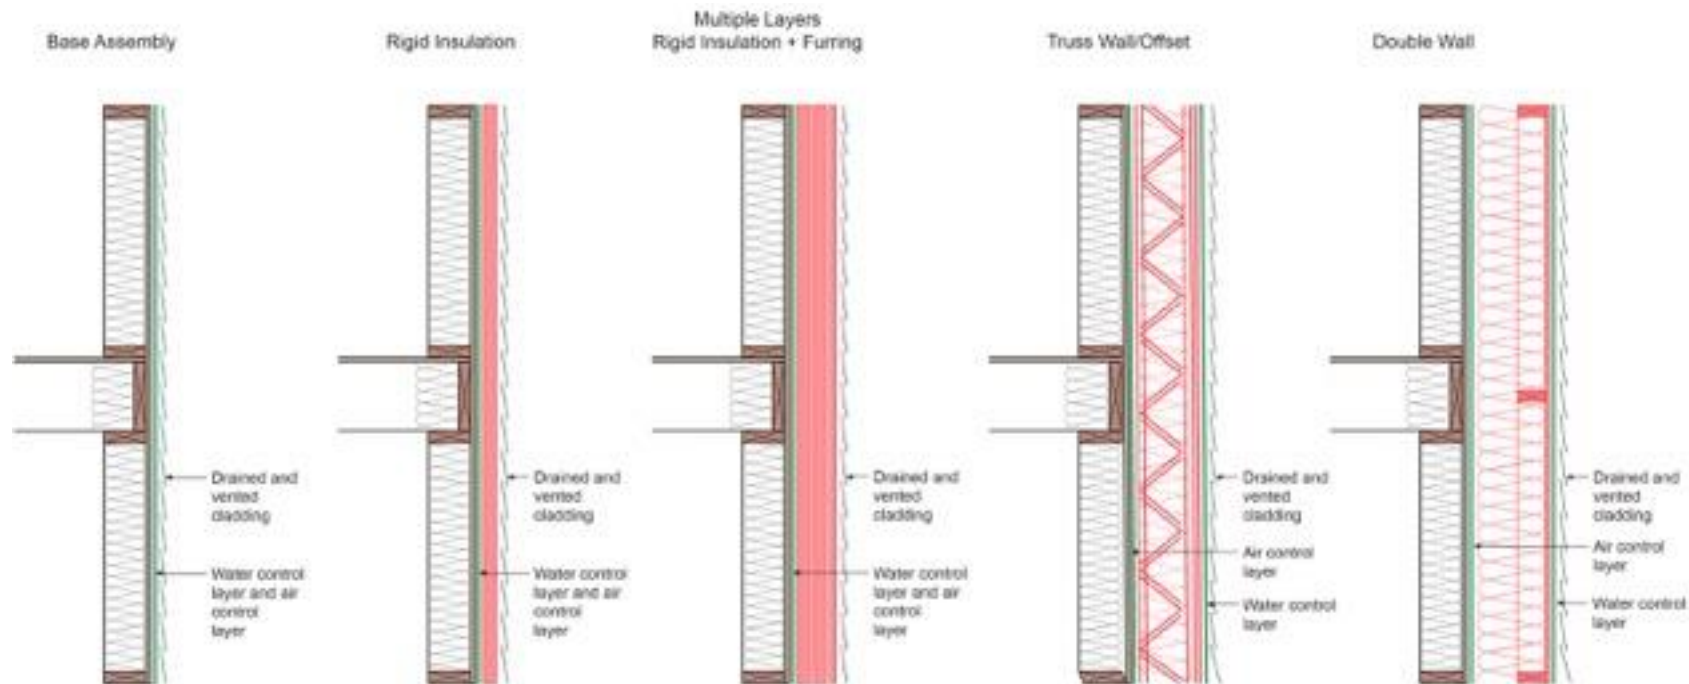 Base Assembly
Rigid Insulation
Multiple Layers
Rigid Insulation + Furring
Truss Wall/Offset
Double Wall
Drained and
vented
cladding
Water control
layer and air
control
layer
Drained and
vented
cladding
Water control
layer and air
control
layer
Drained and
vented
cladding
Water control
layer and air
control
layer
Drained and
vented
cladding
Air control
layer
Water control
layer
Drained and
vented
cladding
Air control
layer
Water control
layer